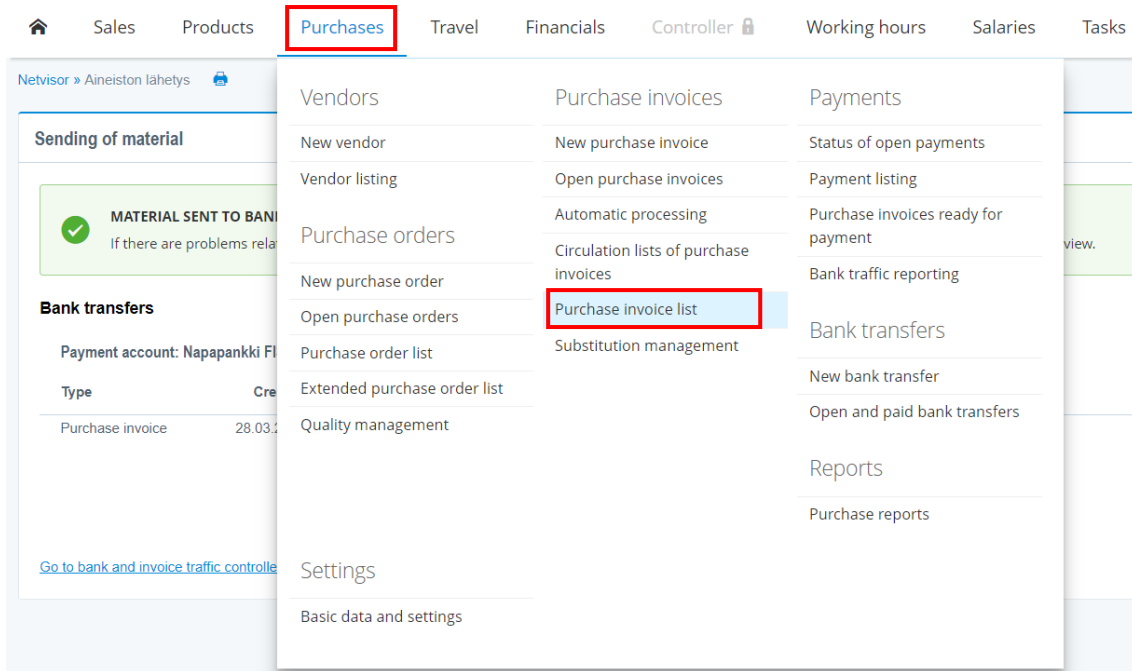 Sales Products Purchases Travel Financials Controller Working hours Salaries Tasks
Netvisor » Aineiston lähetys
Sending of material
MATERIAL SENT TO
If there are problems
view.
Bank transfers
Payment account: Napapankki
Type
Purchase invoice 28.03.
Go to bank and invoice traffic
Vendors
New vendor
Vendor listing
Purchase orders
New purchase order
Open purchase orders
Purchase order list
Extended purchase order list
Quality management
Settings
Basic data and settings
Purchase invoices
New purchase invoice
Open purchase invoices
Automatic processing
Circulation lists of purchase
invoices
Purchase invoice list
Substitution management
Payments
Status of open payments
Payment listing
Purchase invoices ready for
payment
Bank traffic reporting
Bank transfers
New bank transfer
Open and paid bank transfers
Reports
Purchase reports